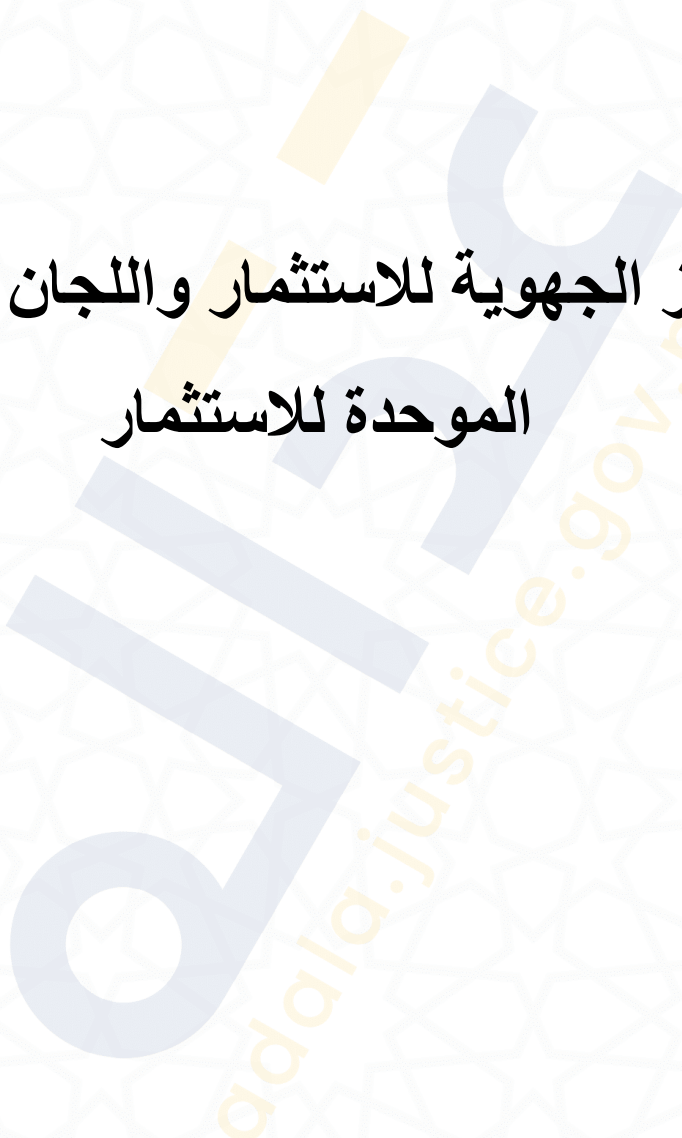 الجهوية للاستثمار واللجان
الموحدة للاستثمار
adala.justice.gov